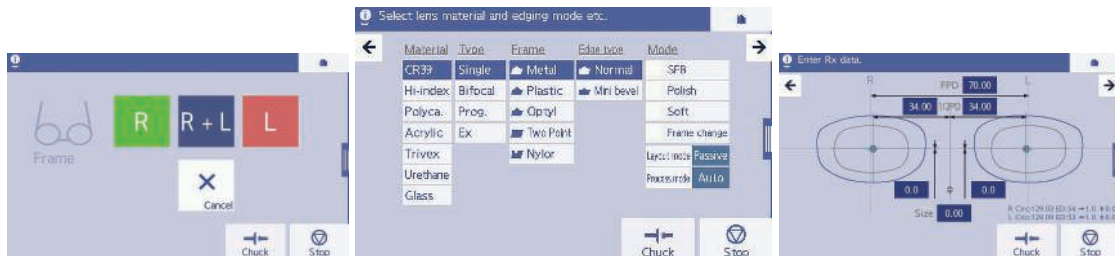 R
R + L
L
Frame
Cancel
Chuck
Stop
Select lens material and edging mode etc.
Material Type Frame Edge type Mode
CR39 Single Metal Normal SFB
Hi-index Bifocal Plastic Mini bevel Polish
Polyca. Prog. Optyl Soft
Acrylic Ex Two Point Frame change
Trivex Nylor Layout mode Passive
Urethane Process mode Auto
Glass
Chuck
Stop
Enter Rx data.
R L
FPD 70.00
34.00 1/2PD 34.00
0.0 0.0
Size 0.00
Chuck
Stop